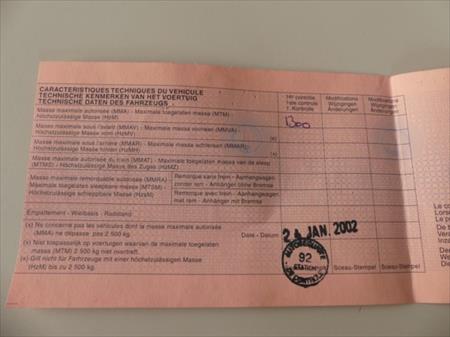 CARACTERISTIQUES TECHNIQUES DU VEHICULE
TECHNISCHE KENMERKEN VAN HET VOERTUIG
TECHNISCHE DATEN DES FAHRZEUGS
1er contrôle
1ste controle
1. Kontrolle
Modifications
Wijzigingen
Änderungen
Modifications
Wijzigingen
Änderungen
Masse maximale autorisée (MMA) - Maximale toegelaten massa (MTM)
Höchstzulässige Masse (HzM)
1300
Masse maximale sous l'avant (MMAV) - Maximale massa vooraan (MMVA)
Höchstzulässige Masse vorn (HzMV)
(x)
Masse maximale sous l'arrière (MMAR) - Maximale massa achteraan (MMAR)
Höchstzulässige Masse hinten (HzMH)
(x)
Masse maximale autorisée du train (MMAT) - Maximale toegelaten massa van de sleep
(MTMS) - Höchstzulässige Masse des Zuges (HzMZ)
Masse maximale remorquable autorisée (MMRA)
Maximale toegelaten sleepbare massa (MTSM)
Höchstzulässige schleppbare Masse (HzsM)
Remorque sans frein - Aanhangwagen
zonder rem - Anhänger ohne Bremse
Remorque avec frein - Aanhangwagen
met rem - Anhänger mit Bremse
Empattement - Wielbasis - Radstand
(x) Ne concerne pas les véhicules dont la masse maximale autorisée
(MMA) ne dépasse pas 2 500 kg.
(x) Niet toepasselijk op voertuigen waarvan de maximale toegelaten
massa (MTM) 2 500 kg niet overtreft.
(x) Gilt nicht für Fahrzeuge mit einer höchstzulässigen Masse
(HzM) bis zu 2 500 kg.
Date - Datum
24 JAN. 2002
92
STATION
Sceau-Stempel
Sceau-Stempel